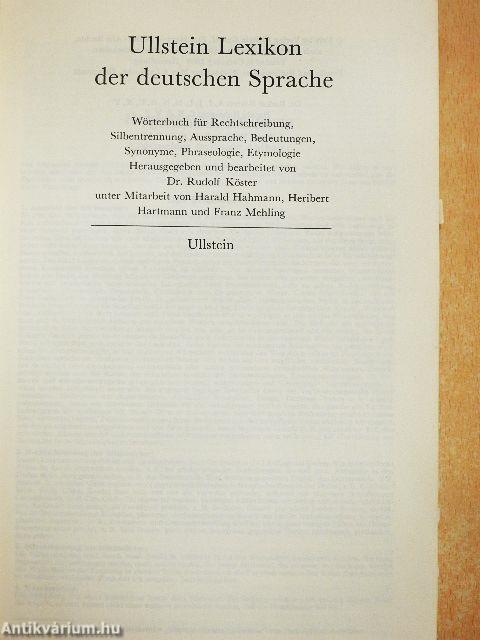 Ullstein Lexikon
der deutschen Sprache
Wörterbuch für Rechtschreibung,
Silbentrennung, Aussprache, Bedeutungen,
Synonyme, Phraseologie, Etymologie
Herausgegeben und bearbeitet von
Dr. Rudolf Köster
unter Mitarbeit von Harald Hahmann, Heribert
Hartmann und Franz Mehling
Ullstein
Antikvárium.hu